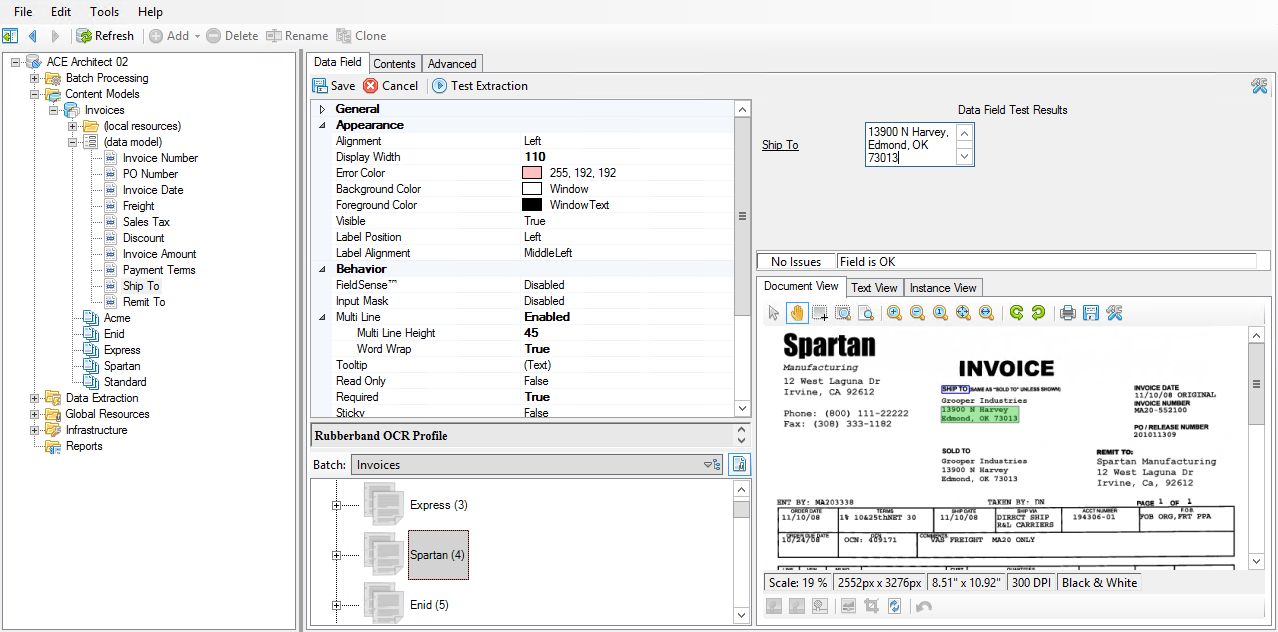 File Edit Tools Help
Refresh Add Delete Rename Clone
ACE Architect 02
Batch Processing
Content Models
Invoices
(local resources)
(data model)
Invoice Number
PO Number
Invoice Date
Freight
Sales Tax
Discount
Invoice Amount
Payment Terms
Ship To
Remit To
Acme
Enid
Express
Spartan
Standard
Data Extraction
Global Resources
Infrastructure
Reports
Data Field Contents Advanced
Save Cancel Test Extraction
General
Appearance
Alignment Left
Display Width 110
Error Color 255, 192, 192
Background Color Window
Foreground Color WindowText
Visible True
Label Position Left
Label Alignment MiddleLeft
Behavior
FieldSense™ Disabled
Input Mask Disabled
Multi Line Enabled
Multi Line Height 45
Word Wrap True
Tooltip (Text)
Read Only False
Required True
Sticky False
Rubberband OCR Profile
Batch: Invoices
Express (3)
Spartan (4)
Enid (5)
Data Field Test Results
Ship To
13900 N Harvey,
Edmond, OK
73013
No Issues Field is OK
Document View Text View Instance View
Spartan
Manufacturing
12 West Laguna Dr
Irvine, CA 92612
Phone: (800) 111-22222
Fax: (308) 333-1182
INVOICE
SHIP TO (SAME AS "SOLD TO" UNLESS SHOWN)
Grooper Industries
13900 N Harvey
Edmond, OK 73013
INVOICE DATE
11/10/08 ORIGINAL
INVOICE NUMBER
MA20-552100
PO / RELEASE NUMBER
201011309
SOLD TO
Grooper Industries
13900 N Harvey
Edmond, OK 73013
REMIT TO:
Spartan Manufacturing
12 West Laguna Dr
Irvine, Ca, 92612
ENT BY: MA203338 TAKEN BY: DN PAGE 1 OF 1
ORDER DATE TERMS SHIP DATE SHIP VIA ACCT NUMBER F.O.B.
11/10/08 1% 10&25thNET 30 11/10/08 DIRECT SHIP 194306-01 FOB ORG,FRT PPA
R&L CARRIERS
ORDER DUE DATE OCN COMMENTS
10/24/08 OCN: 409171 VAS FREIGHT MA20 ONLY
Scale: 19 % 2552px x 3276px 8.51" x 10.92" 300 DPI Black & White